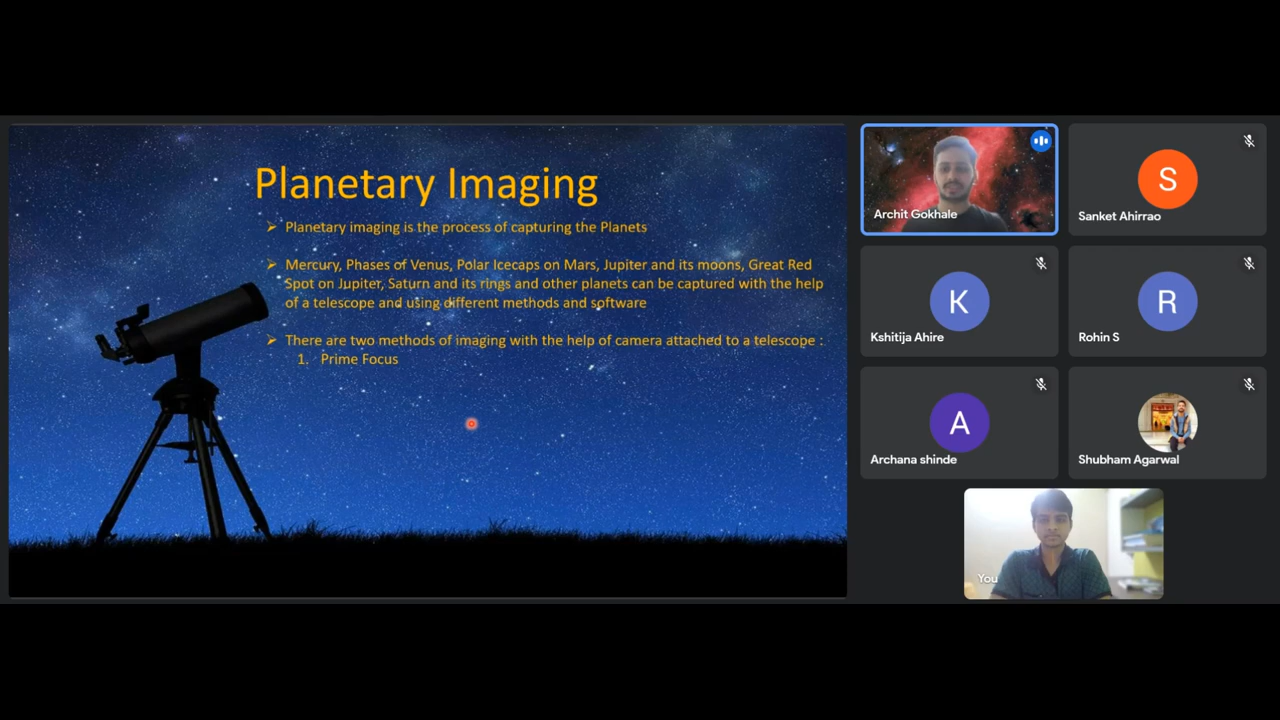 Planetary Imaging
➢ Planetary imaging is the process of capturing the Planets
➢ Mercury, Phases of Venus, Polar Icecaps on Mars, Jupiter and its moons, Great Red
Spot on Jupiter, Saturn and its rings and other planets can be captured with the help
of a telescope and using different methods and software
➢ There are two methods of imaging with the help of camera attached to a telescope :
1. Prime Focus
Archit Gokhale
S
Sanket Ahirrao
K
Kshitija Ahire
R
Rohin S
A
Archana shinde
Shubham Agarwal
You